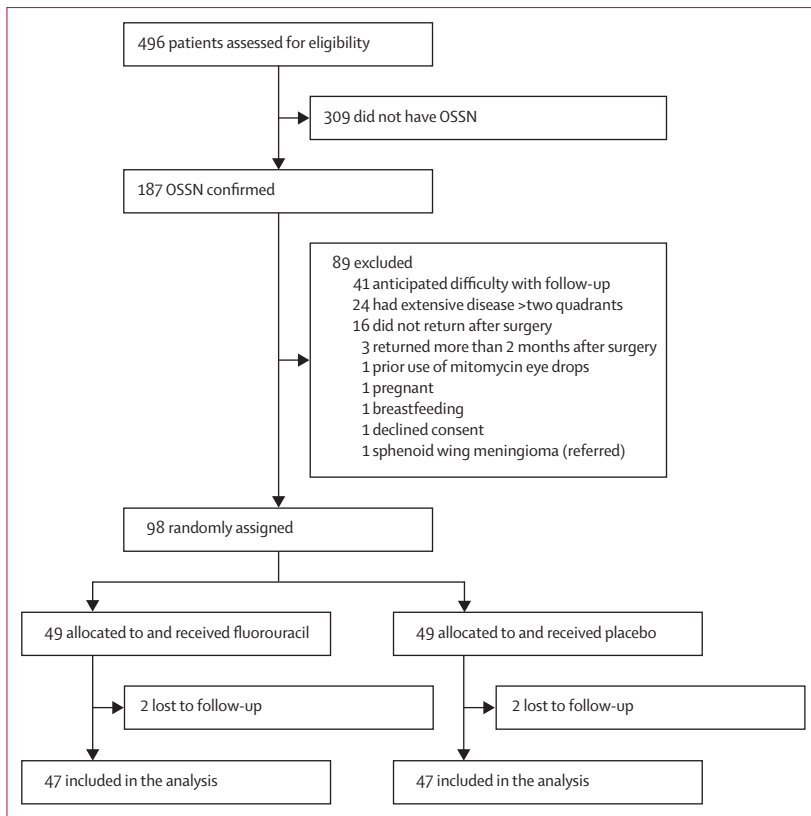 496 patients assessed for eligibility
309 did not have OSSN
187 OSSN confirmed
89 excluded
41 anticipated difficulty with follow-up
24 had extensive disease >two quadrants
16 did not return after surgery
3 returned more than 2 months after surgery
1 prior use of mitomycin eye drops
1 pregnant
1 breastfeeding
1 declined consent
1 sphenoid wing meningioma (referred)
98 randomly assigned
49 allocated to and received fluorouracil
49 allocated to and received placebo
2 lost to follow-up
2 lost to follow-up
47 included in the analysis
47 included in the analysis